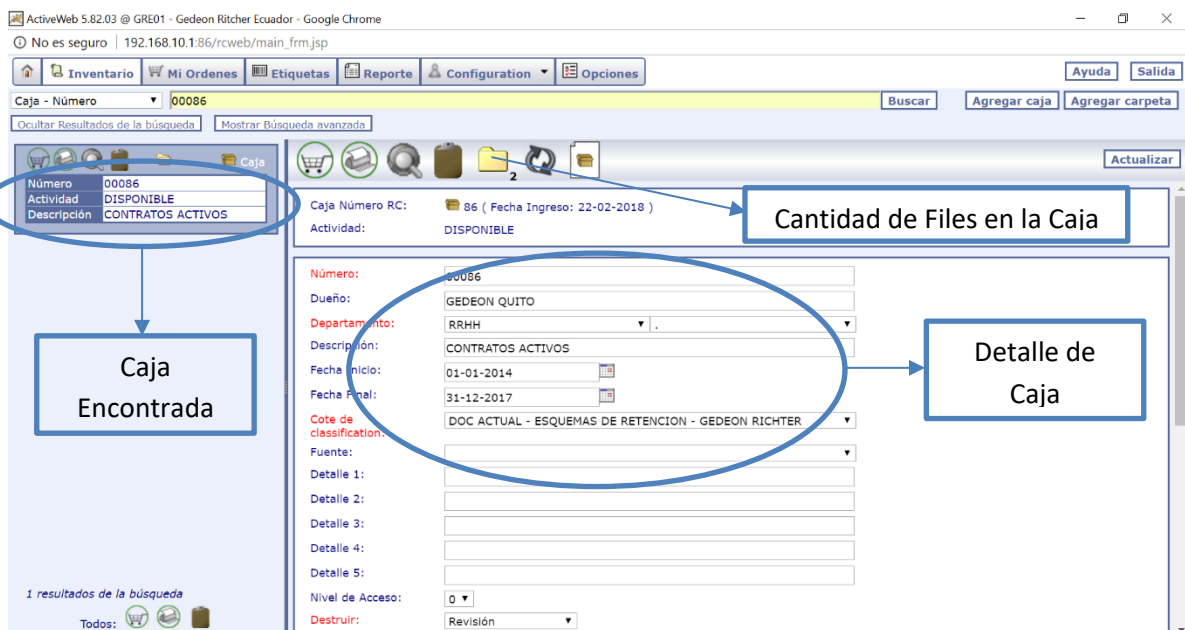 ActiveWeb 5.82.03 @ GRE01 - Gedeon Ritcher Ecuador - Google Chrome
No es seguro | 192.168.10.1:86/rcweb/main_frm.jsp
Inventario Mi Ordenes Etiquetas Reporte Configuration Opciones Ayuda Salida
Caja - Número 00086 Buscar Agregar caja Agregar carpeta
Ocultar Resultados de la búsqueda Mostrar Búsqueda avanzada
Caja
Número 00086
Actividad DISPONIBLE
Descripción CONTRATOS ACTIVOS
Caja
Encontrada
1 resultados de la búsqueda
Todos:
2
Actualizar
Caja Número RC: 86 ( Fecha Ingreso: 22-02-2018 )
Actividad: DISPONIBLE
Cantidad de Files en la Caja
Número: 00086
Dueño: GEDEON QUITO
Departamento: RRHH .
Descripción: CONTRATOS ACTIVOS
Fecha Inicio: 01-01-2014
Fecha Final: 31-12-2017
Cote de
classification: DOC ACTUAL - ESQUEMAS DE RETENCION - GEDEON RICHTER
Fuente:
Detalle 1:
Detalle 2:
Detalle 3:
Detalle 4:
Detalle 5:
Nivel de Acceso: 0
Destruir: Revisión
Detalle de
Caja